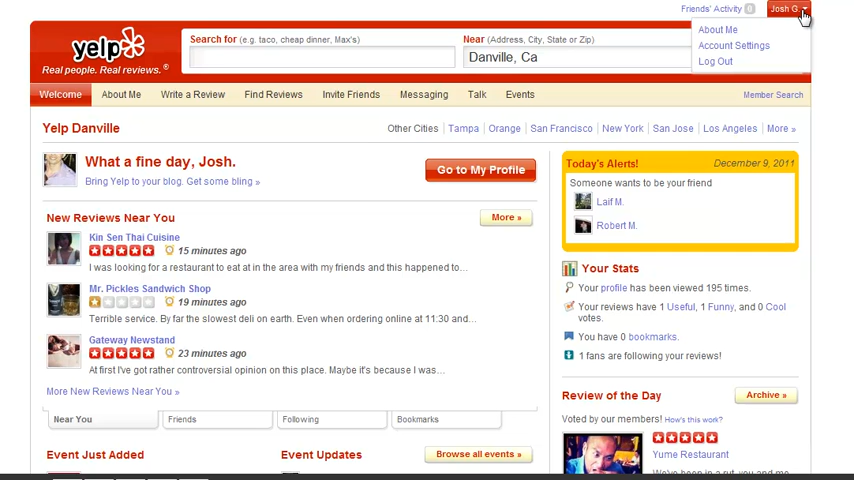 Friends' Activity 0 Josh G.
About Me
Account Settings
Log Out
yelp
Real people. Real reviews. ®
Search for (e.g. taco, cheap dinner, Max's)
Near (Address, City, State or Zip)
Danville, Ca
Welcome About Me Write a Review Find Reviews Invite Friends Messaging Talk Events Member Search
Yelp Danville
Other Cities Tampa Orange San Francisco New York San Jose Los Angeles More »
What a fine day, Josh.
Bring Yelp to your blog. Get some bling »
Go to My Profile
New Reviews Near You More »
Kin Sen Thai Cuisine
15 minutes ago
I was looking for a restaurant to eat at in the area with my friends and this happened to...
Mr. Pickles Sandwich Shop
19 minutes ago
Terrible service. By far the slowest deli on earth. Even when ordering online at 11:30 and...
Gateway Newstand
23 minutes ago
At first I've got rather controversial opinion on this place. Maybe it's because I was...
More New Reviews Near You »
Near You Friends Following Bookmarks
Event Just Added Event Updates Browse all events »
Today's Alerts! December 9, 2011
Someone wants to be your friend
Laif M.
Robert M.
Your Stats
Your profile has been viewed 195 times.
Your reviews have 1 Useful, 1 Funny, and 0 Cool
votes.
You have 0 bookmarks.
1 fans are following your reviews!
Review of the Day Archive »
Voted by our members! How's this work?
Yume Restaurant
We've been in a rut, you and me